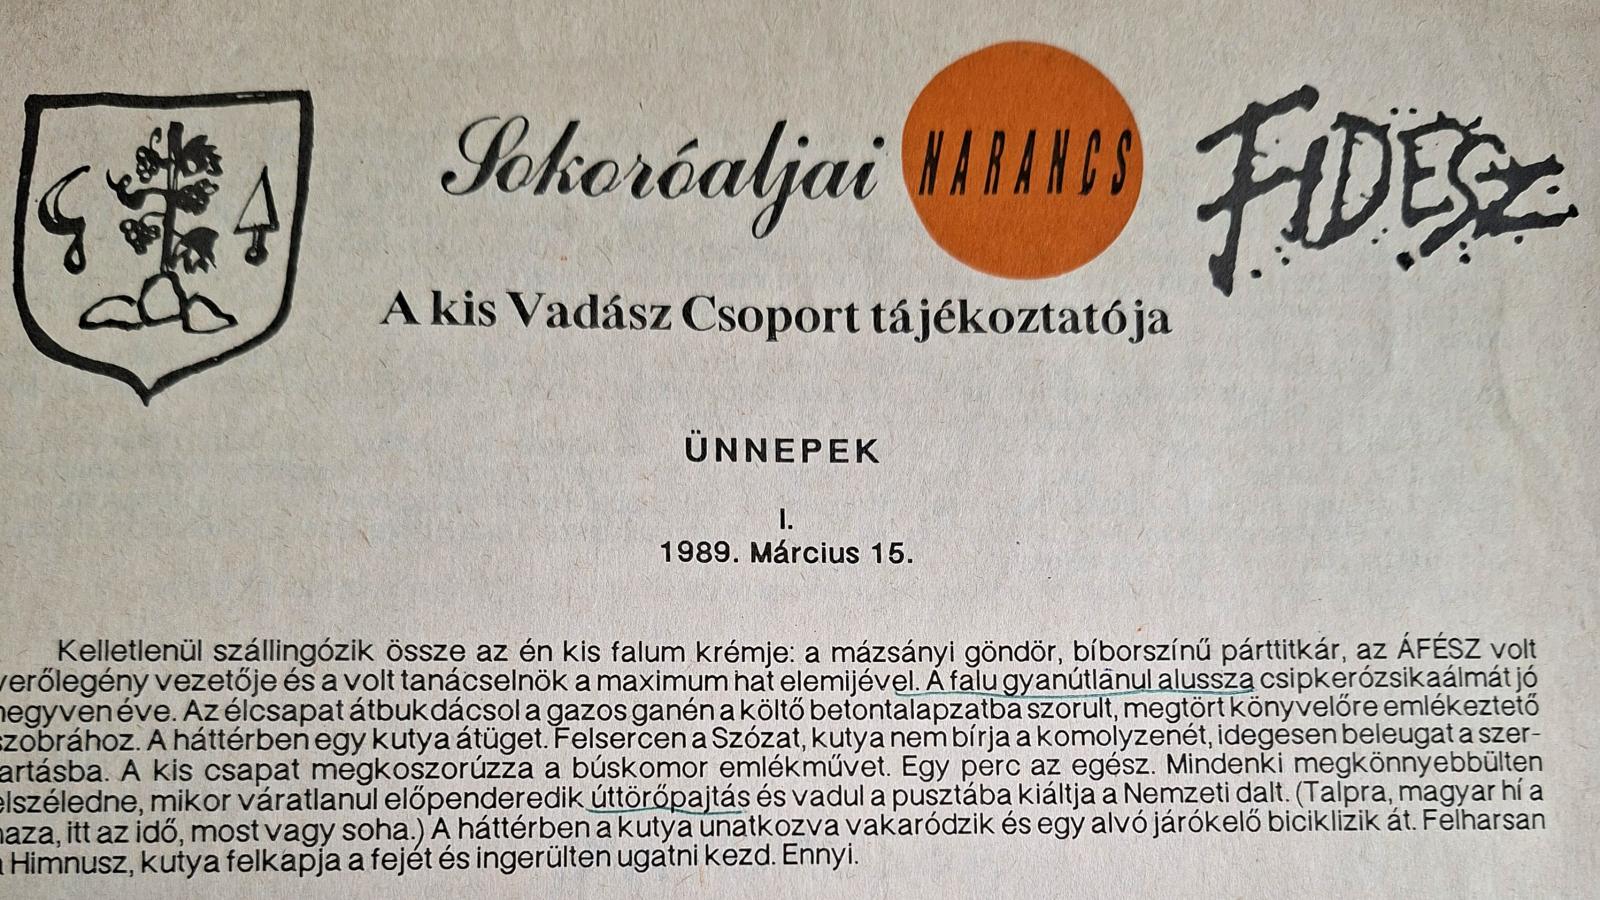 Sokoróaljai NARANCS FIDESZ
A kis Vadász Csoport tájékoztatója
ÜNNEPEK
I.
1989. Március 15.
Kelletlenül szállingózik össze az én kis falum krémje: a mázsányi göndör, bíborszínű párttitkár, az ÁFÉSZ volt
verőlegény vezetője és a volt tanácselnök a maximum hat elemijével. A falu gyanútlanul alussza csipkerózsikaálmát jó
negyven éve. Az élcsapat átbukdácsol a gazos ganén a költő betontalapzatba szorult, megtört könyvelőre emlékeztető
szobrához. A háttérben egy kutya átüget. Felsercen a Szózat, kutya nem bírja a komolyzenét, idegesen beleugat a szer-
tartásba. A kis csapat megkoszorúzza a búskomor emlékművet. Egy perc az egész. Mindenki megkönnyebbülten
elszéledne, mikor váratlanul előpenderedik úttörőpajtás és vadul a pusztába kiáltja a Nemzeti dalt. (Talpra, magyar hí a
haza, itt az idő, most vagy soha.) A háttérben a kutya unatkozva vakaródzik és egy alvó járókelő biciklizik át. Felharsan
a Himnusz, kutya felkapja a fejét és ingerülten ugatni kezd. Ennyi.